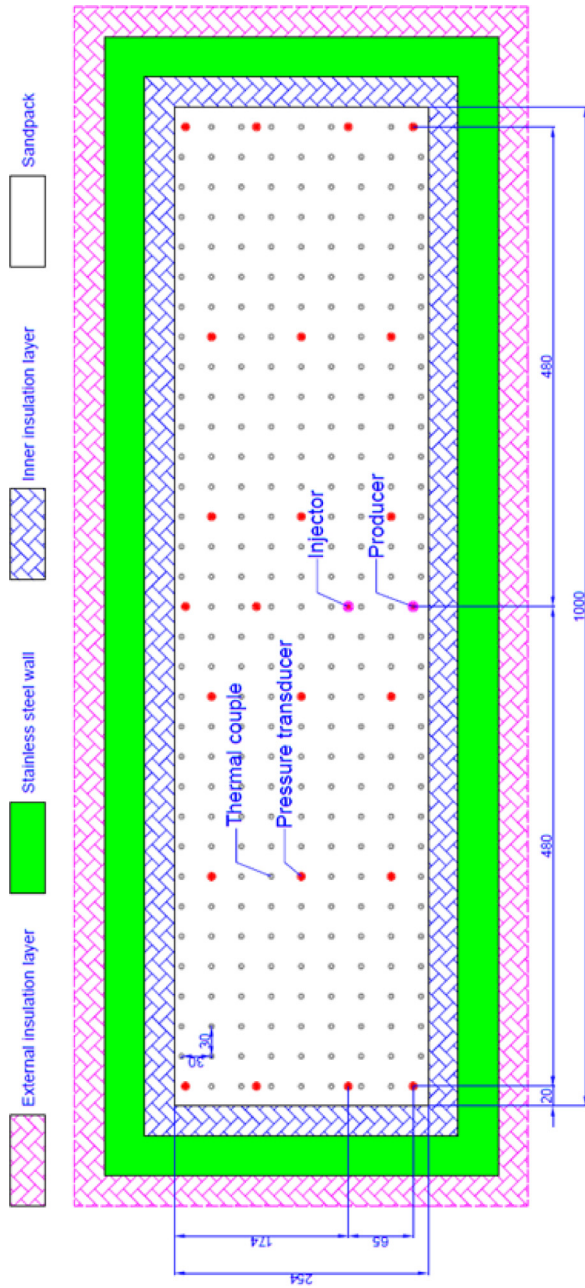 External insulation layer
Stainless steel wall
Inner insulation layer
Sandpack
Thermal couple
Pressure transducer
Injector
Producer
30
30
174
65
254
20
480
480
1000